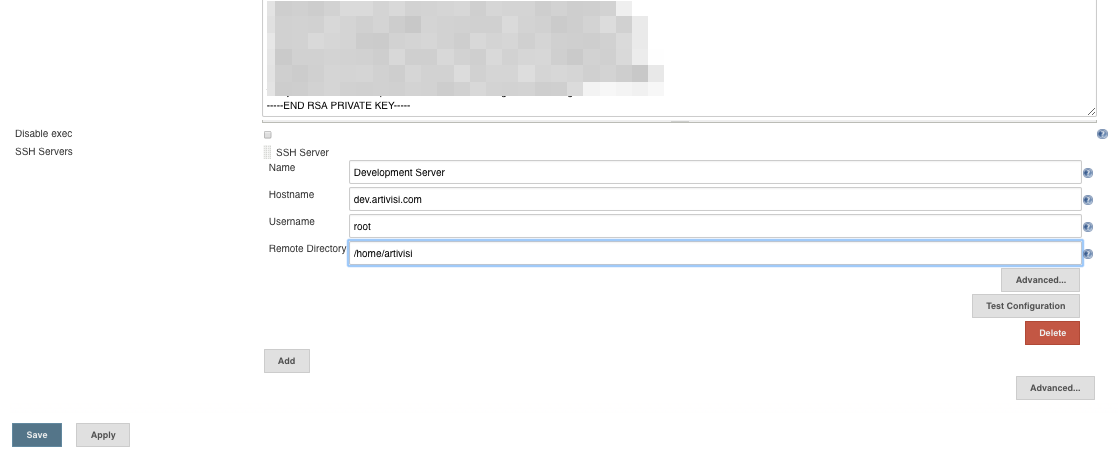 -----END RSA PRIVATE KEY-----
Disable exec
SSH Servers
SSH Server
Name
Development Server
Hostname
dev.artivisi.com
Username
root
Remote Directory
/home/artivisi
Advanced...
Test Configuration
Delete
Add
Advanced...
Save
Apply